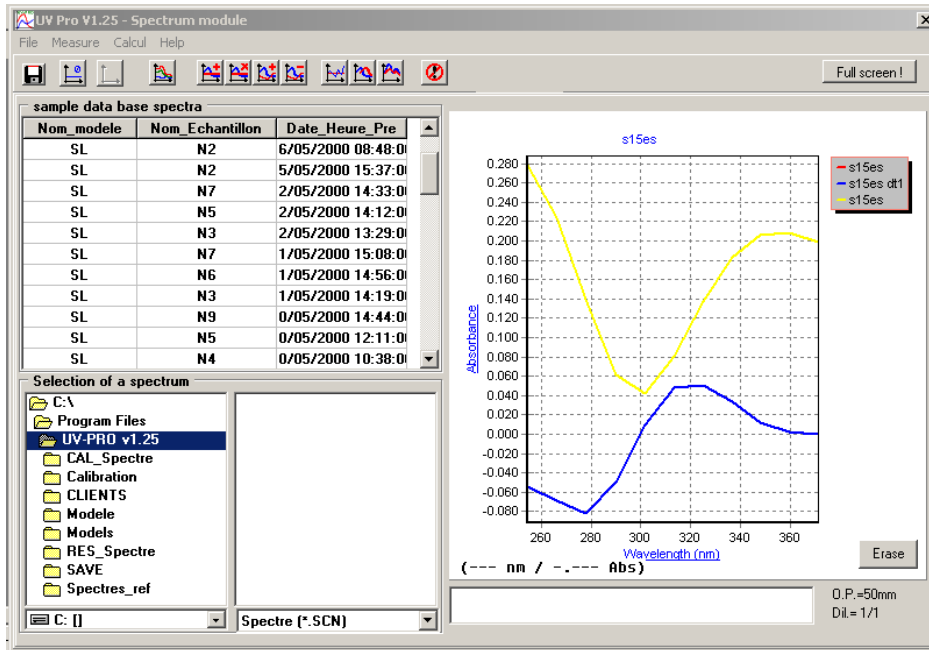 UV Pro V1.25 - Spectrum module
File Measure Calcul Help
Full screen !
sample data base spectra
Nom_modele Nom_Echantillon Date_Heure_Pre
SL N2 6/05/2000 08:48:0
SL N2 5/05/2000 15:37:0
SL N7 2/05/2000 14:33:0
SL N5 2/05/2000 14:12:0
SL N3 2/05/2000 13:29:0
SL N7 1/05/2000 15:08:0
SL N6 1/05/2000 14:56:0
SL N3 1/05/2000 14:19:0
SL N9 0/05/2000 14:44:0
SL N5 0/05/2000 12:11:0
SL N4 0/05/2000 10:38:0
Selection of a spectrum
C:\
Program Files
UV-PRO v1.25
CAL_Spectre
Calibration
CLIENTS
Modele
Models
RES_Spectre
SAVE
Spectres_ref
C: []
Spectre (*.SCN)
s15es
0.280
0.260
0.240
0.220
0.200
0.180
0.160
0.140
0.120
0.100
0.080
0.060
0.040
0.020
0.000
-0.020
-0.040
-0.060
-0.080
Absorbance
260 280 300 320 340 360
Wavelength (nm)
s15es
s15es dt1
s15es
(--- nm / -.--- Abs)
Erase
O.P.=50mm
Dil.= 1/1